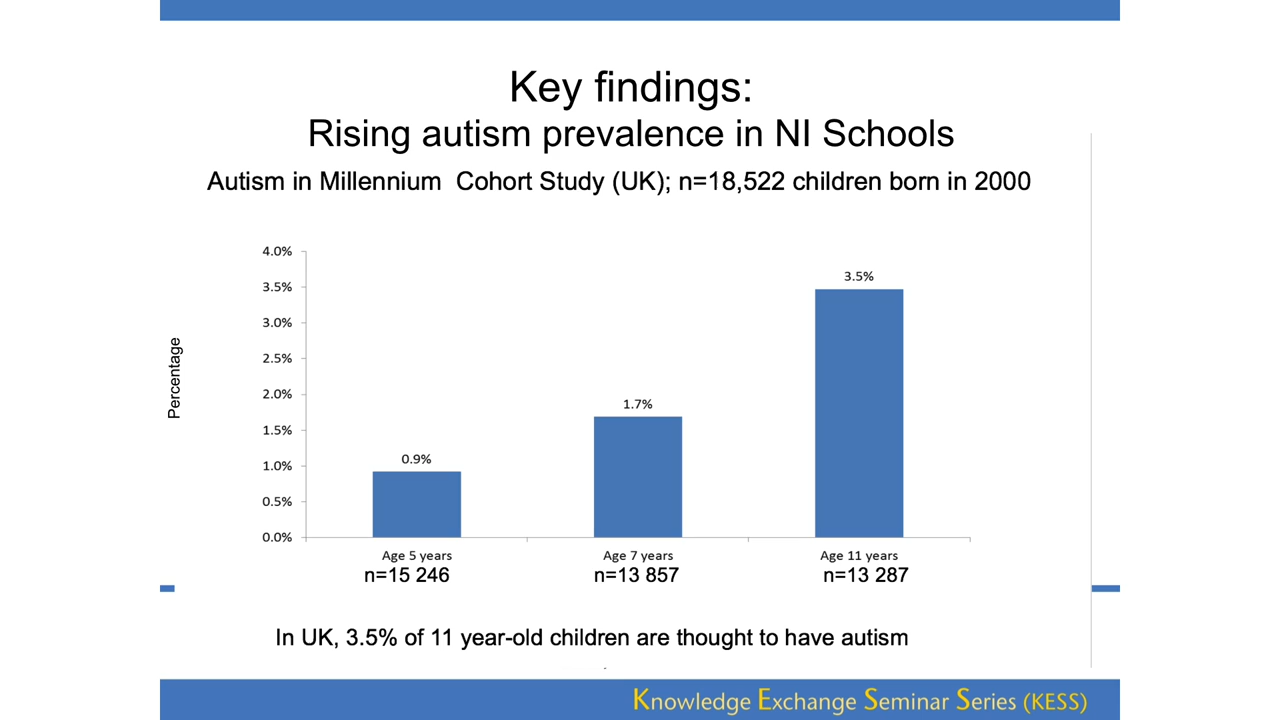 Key findings:
Rising autism prevalence in NI Schools
Autism in Millennium Cohort Study (UK); n=18,522 children born in 2000
Percentage
4.0%
3.5%
3.0%
2.5%
2.0%
1.5%
1.0%
0.5%
0.0%
0.9%
1.7%
3.5%
Age 5 years
Age 7 years
Age 11 years
n=15 246
n=13 857
n=13 287
In UK, 3.5% of 11 year-old children are thought to have autism
Knowledge Exchange Seminar Series (KESS)